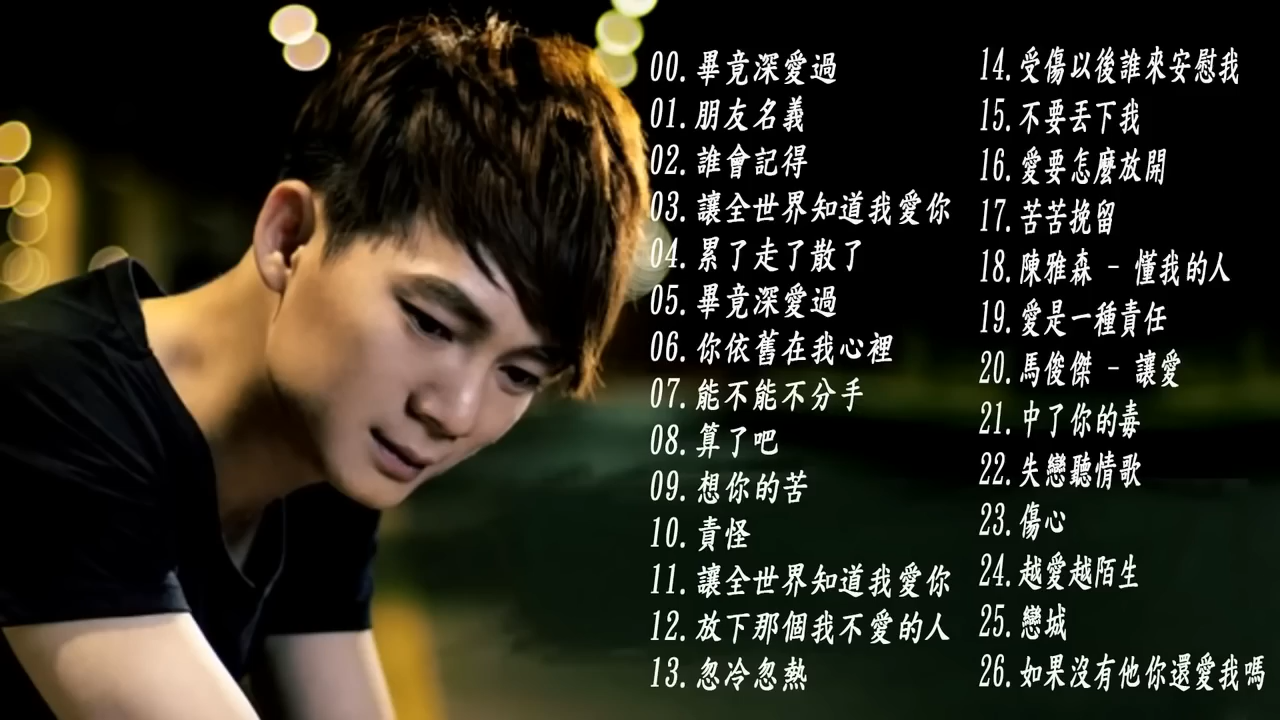 00.畢竟深愛過
01.朋友名義
02.誰會記得
03.讓全世界知道我愛你
04.累了走了散了
05.畢竟深愛過
06.你依舊在我心裡
07.能不能不分手
08.算了吧
09.想你的苦
10.責怪
11.讓全世界知道我愛你
12.放下那個我不愛的人
13.忽冷忽熱
14.受傷以後誰來安慰我
15.不要丟下我
16.愛要怎麼放開
17.苦苦挽留
18.陳雅森 - 懂我的人
19.愛是一種責任
20.馬俊傑 - 讓愛
21.中了你的毒
22.失戀聽情歌
23.傷心
24.越愛越陌生
25.戀城
26.如果沒有他你還愛我嗎